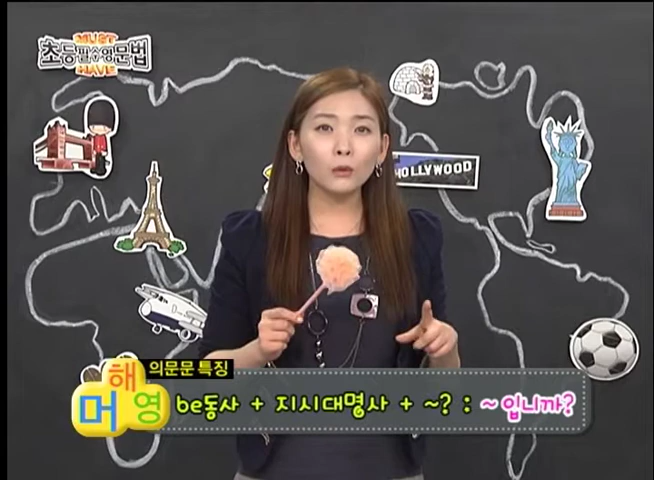 MUST
초등필수영문법
HAVE
HOLLYWOOD
의문문 특징
해
머 영
be동사 + 지시대명사 + ~? : ~ 입니까?